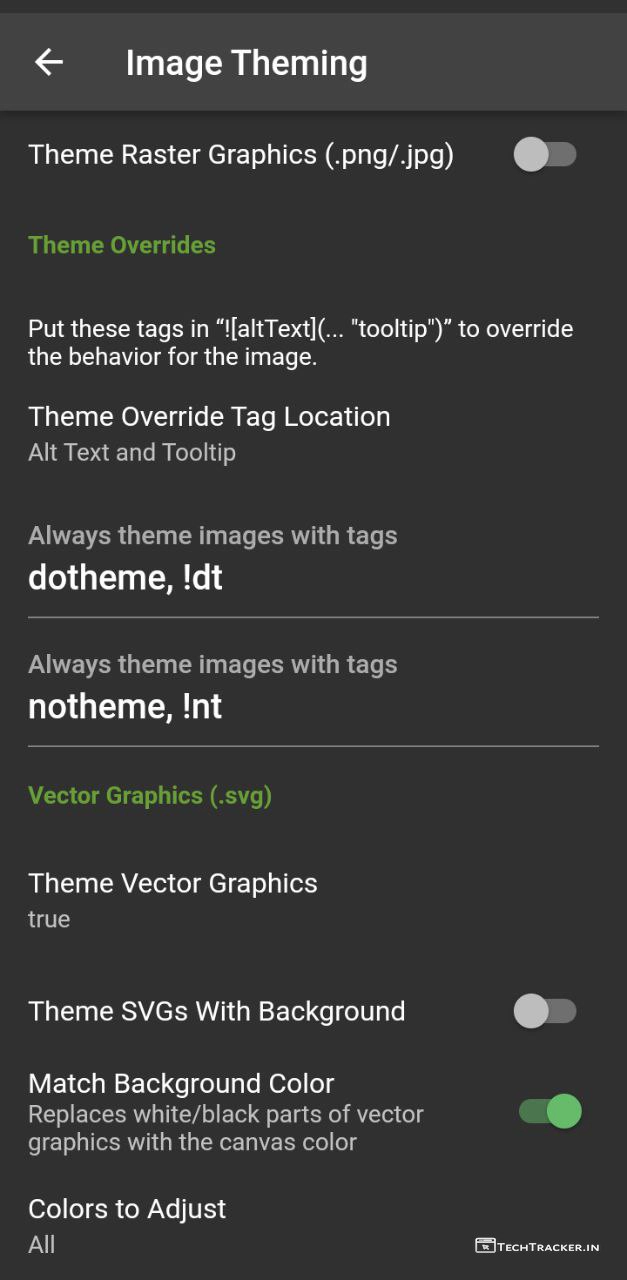 Image Theming
Theme Raster Graphics (.png/.jpg)
Theme Overrides
Put these tags in “![altText](... "tooltip")” to override
the behavior for the image.
Theme Override Tag Location
Alt Text and Tooltip
Always theme images with tags
dotheme, !dt
Always theme images with tags
notheme, !nt
Vector Graphics (.svg)
Theme Vector Graphics
true
Theme SVGs With Background
Match Background Color
Replaces white/black parts of vector
graphics with the canvas color
Colors to Adjust
All
TechTracker.in